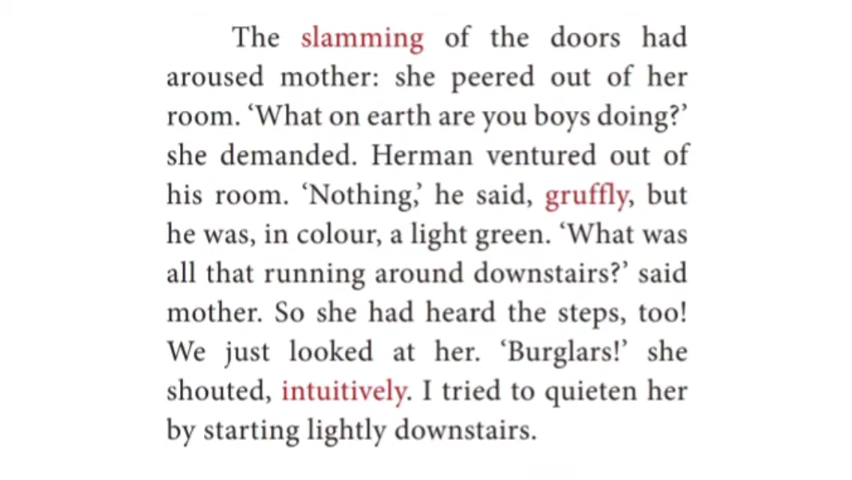 The slamming of the doors had
aroused mother: she peered out of her
room. ‘What on earth are you boys doing?’
she demanded. Herman ventured out of
his room. ‘Nothing,’ he said, gruffly, but
he was, in colour, a light green. ‘What was
all that running around downstairs?’ said
mother. So she had heard the steps, too!
We just looked at her. ‘Burglars!’ she
shouted, intuitively. I tried to quieten her
by starting lightly downstairs.